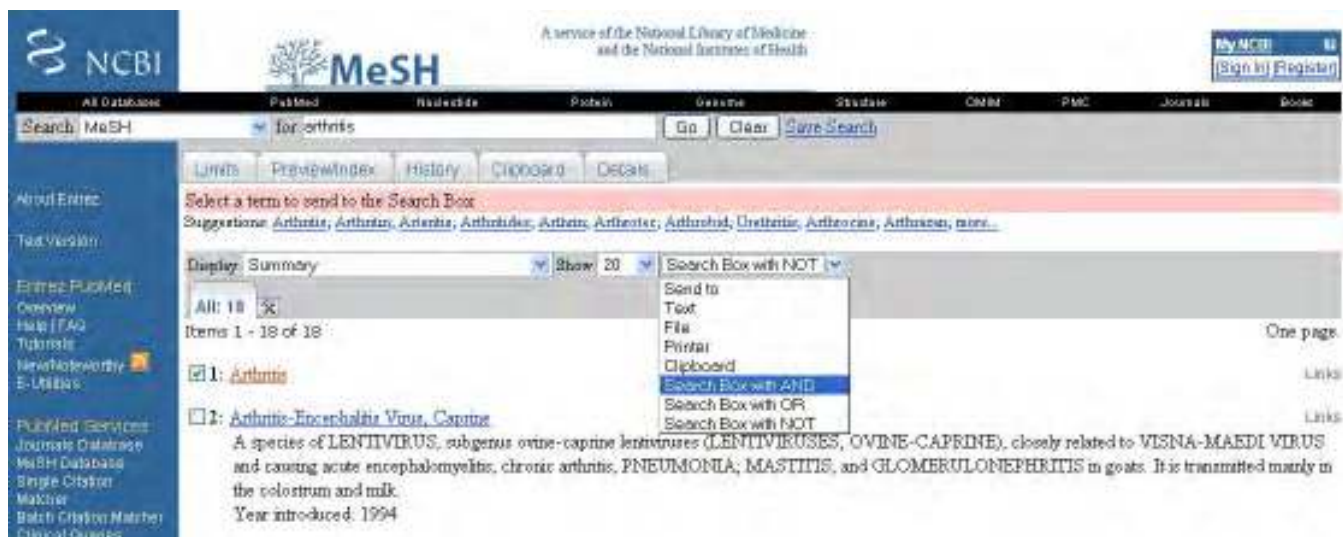 NCBI
MeSH
A service of the National Library of Medicine
and the National Institutes of Health
My NCBI
[Sign In] [Register]
All Databases PubMed Nucleotide Protein Genome Structure OMIM PMC Journals Books
Search MeSH for arthritis Go Clear Save Search
Limits Preview/Index History Clipboard Details
About Entrez
Select a term to send to the Search Box
Suggestions: Arthritis, Arteritis, more...
Text Version
Display Summary Show 20 Search Box with NOT
Send to
Text
File
Printer
Clipboard
Search Box with AND
Search Box with OR
Search Box with NOT
Entrez PubMed
Overview
Help | FAQ
Tutorials
New/Noteworthy
E-Utilities
All: 18
Items 1 - 18 of 18
One page.
1: Arthritis
Links
PubMed Services
Journals Database
MeSH Database
Single Citation
Matcher
Batch Citation Matcher
Clinical Queries
2: Arthritis-Encephalitis Virus, Caprine
Links
A species of LENTIVIRUS, subgenus ovine-caprine lentiviruses (LENTIVIRUSES, OVINE-CAPRINE), closely related to VISNA-MAEDI VIRUS
and causing acute encephalomyelitis, chronic arthritis, PNEUMONIA, MASTITIS, and GLOMERULONEPHRITIS in goats. It is transmitted mainly in
the colostrum and milk.
Year introduced: 1994